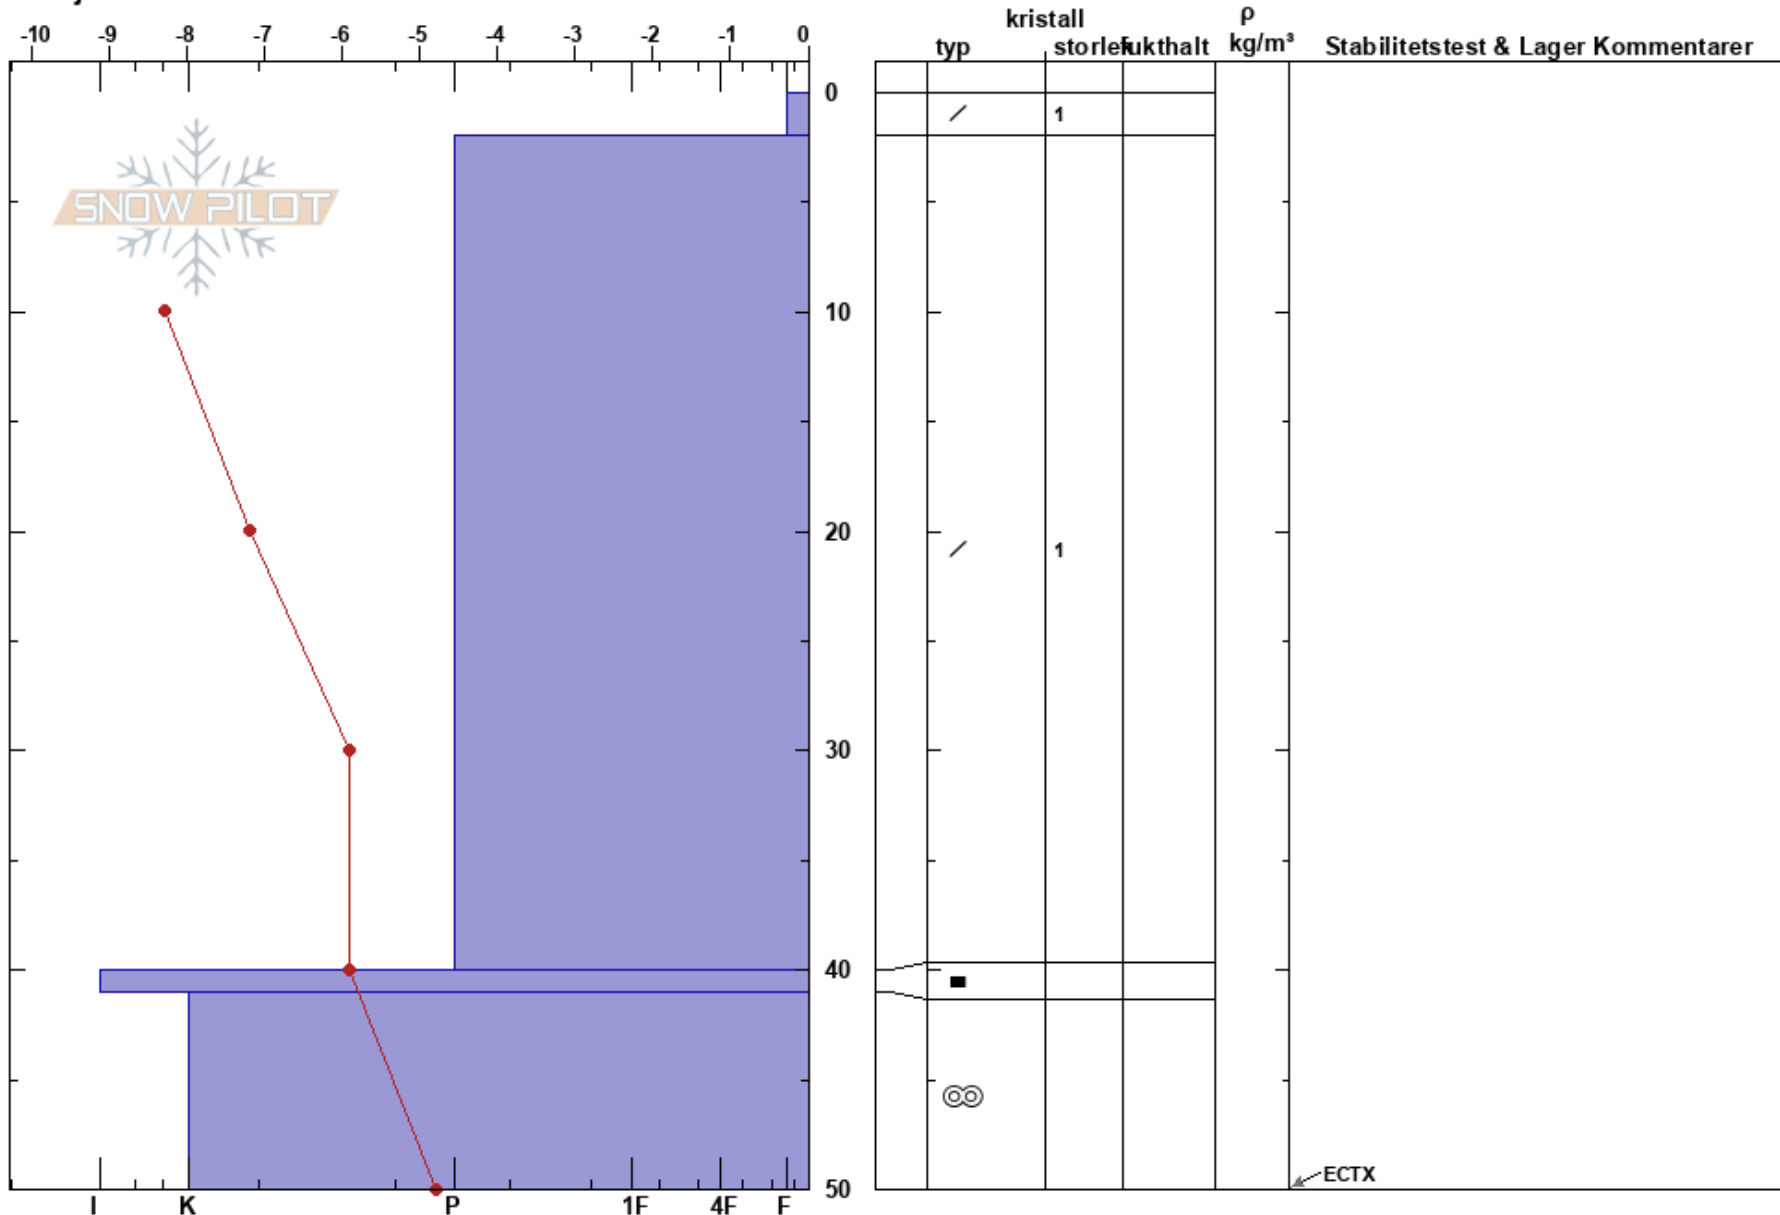 kristall ρ
-10 -9 -8 -7 -6 -5 -4 -3 -2 -1 0 typ storlek fukthalt kg/m³ Stabilitetstest & Lager Kommentarer
0
1
SNOW PILOT
10
20
1
30
40
ECTX
50
I K P 1F 4F F